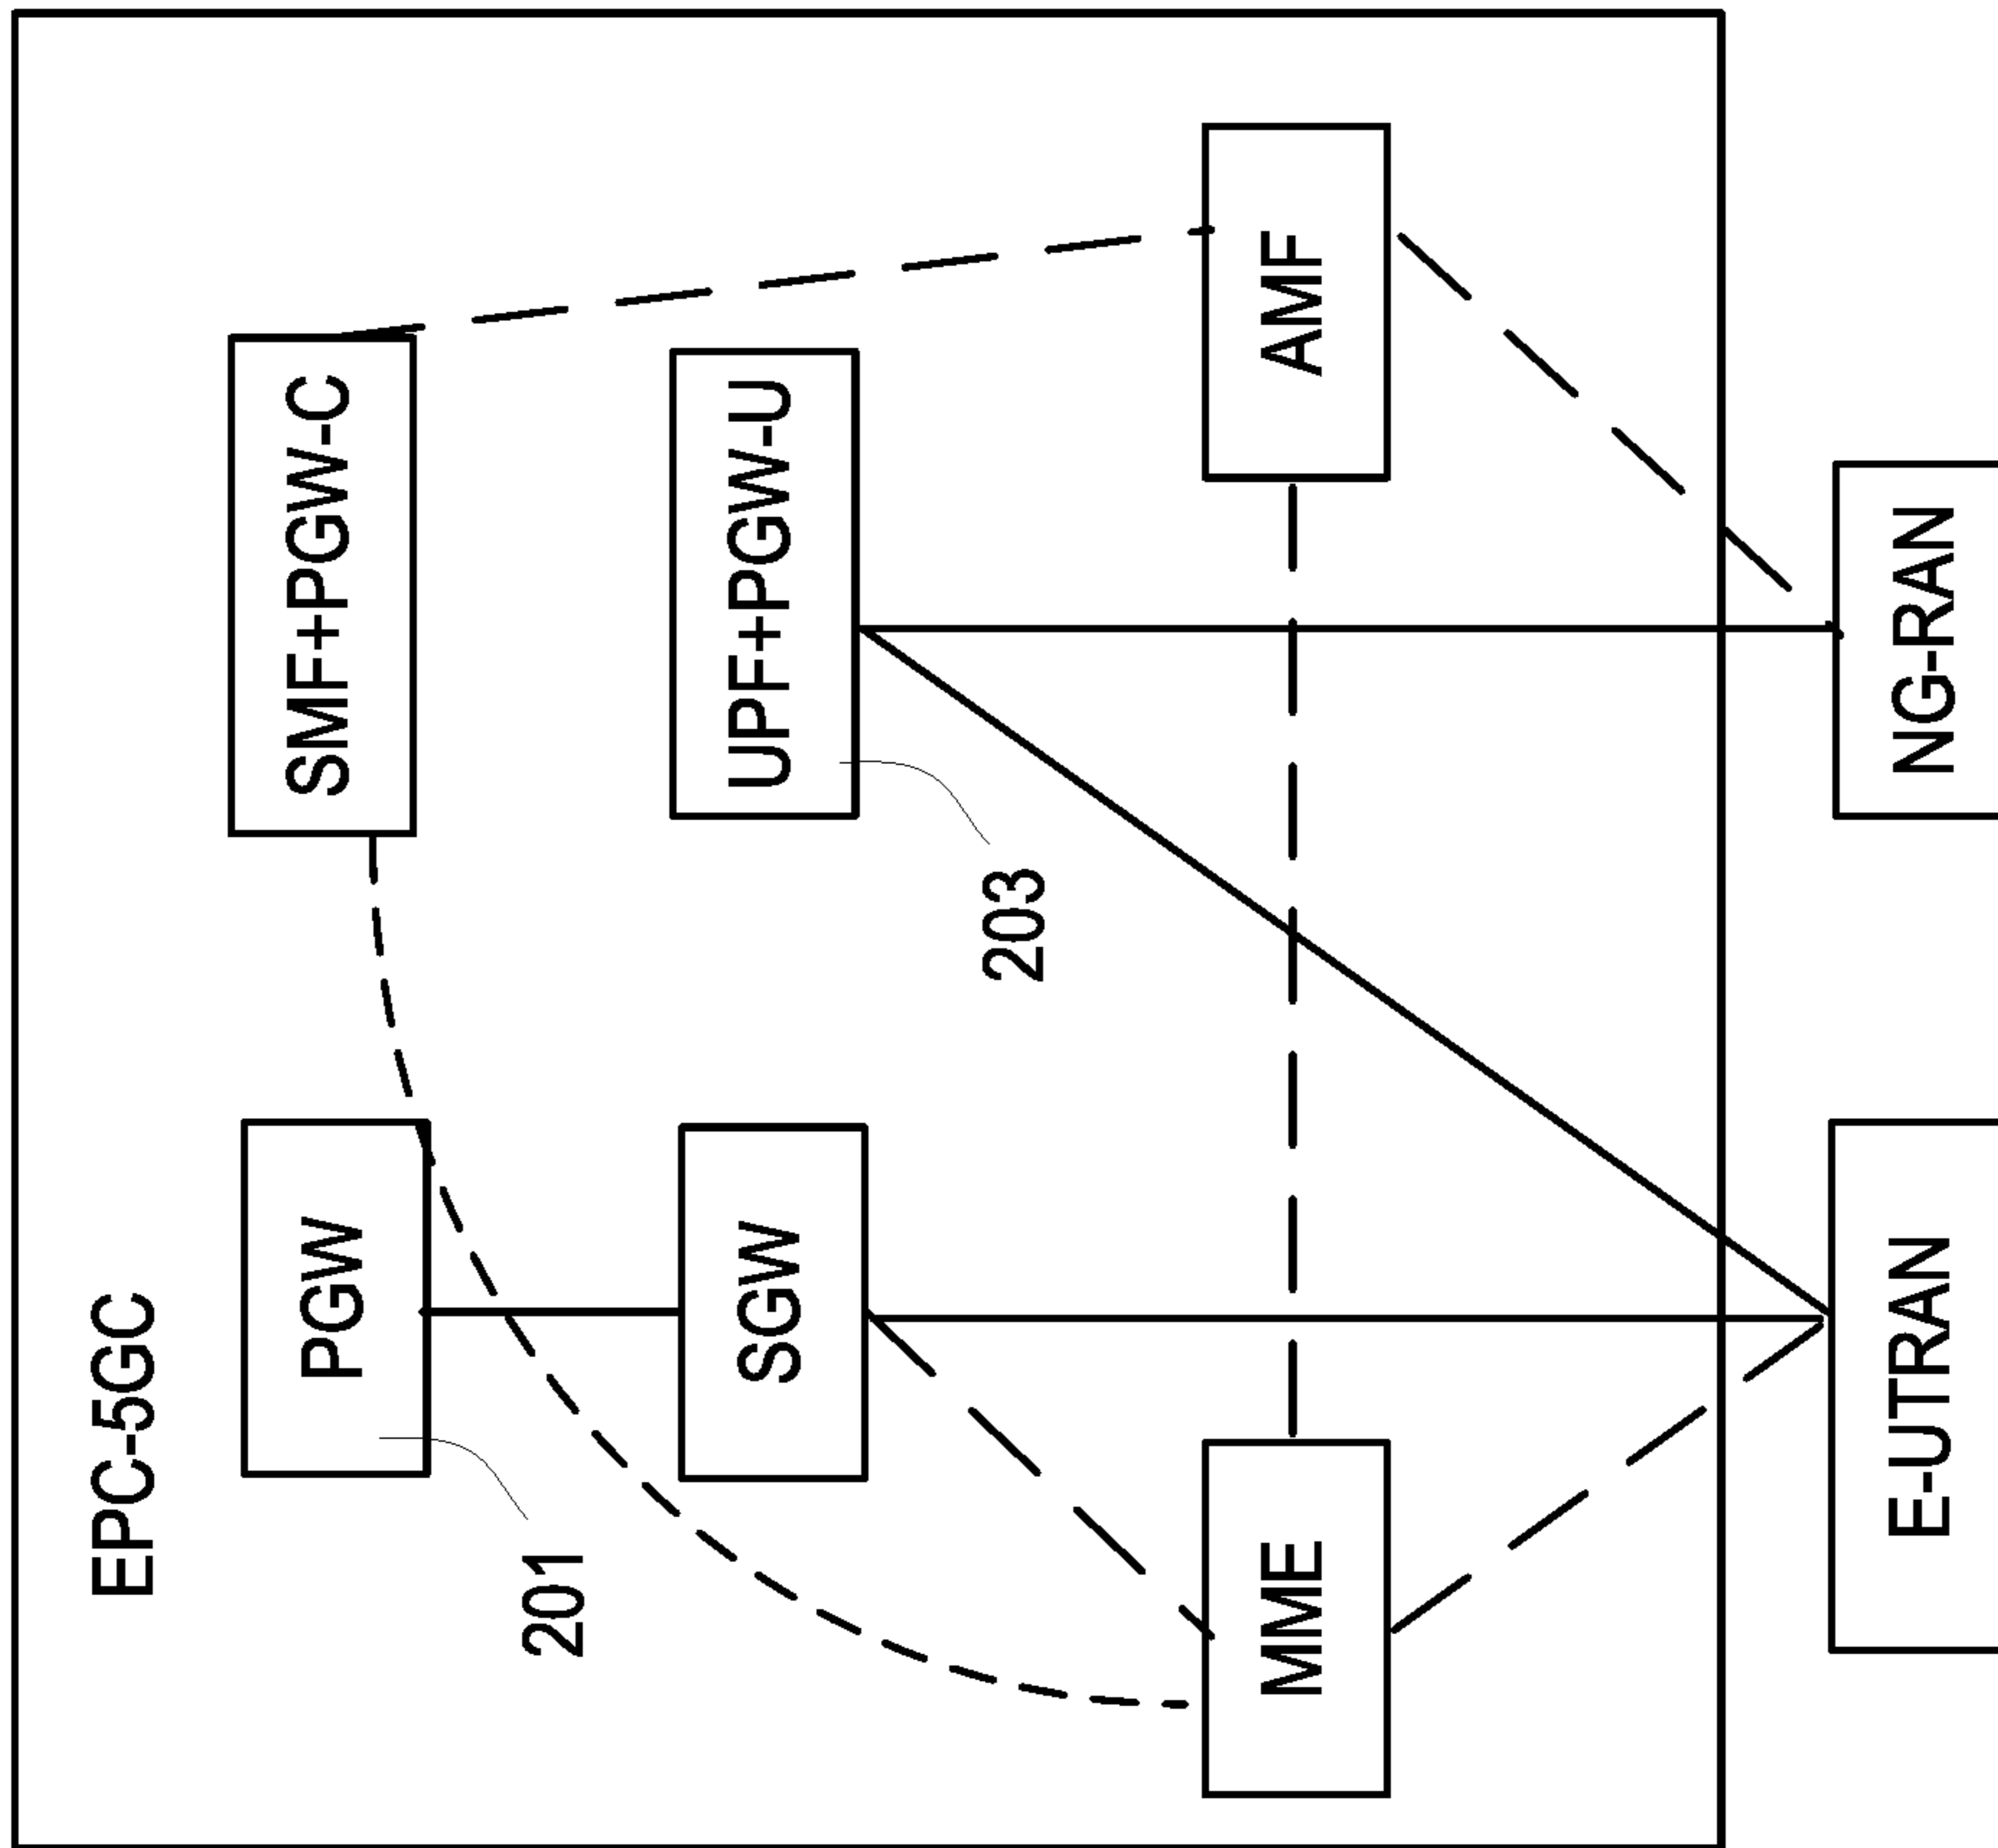 EPC-5GC
PGW
SMF+PGW-C
201
SGW
UPF+PGW-U
203
MME
AMF
E-UTRAN
NG-RAN